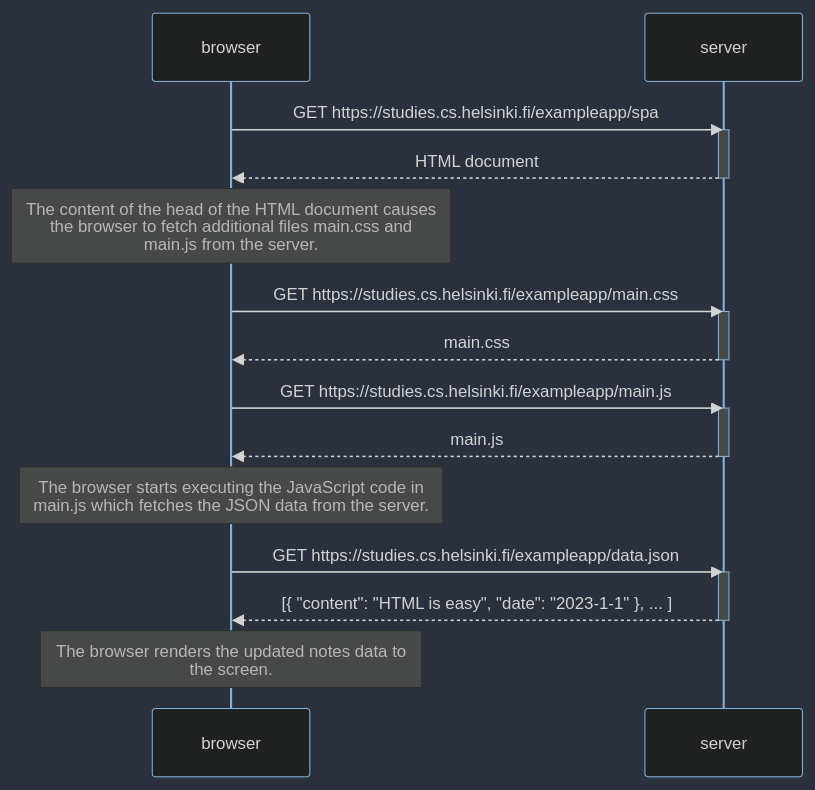 browser
server
GET https://studies.cs.helsinki.fi/exampleapp/spa
HTML document
The content of the head of the HTML document causes
the browser to fetch additional files main.css and
main.js from the server.
GET https://studies.cs.helsinki.fi/exampleapp/main.css
main.css
GET https://studies.cs.helsinki.fi/exampleapp/main.js
main.js
The browser starts executing the JavaScript code in
main.js which fetches the JSON data from the server.
GET https://studies.cs.helsinki.fi/exampleapp/data.json
[{ "content": "HTML is easy", "date": "2023-1-1" }, ... ]
The browser renders the updated notes data to
the screen.
browser
server